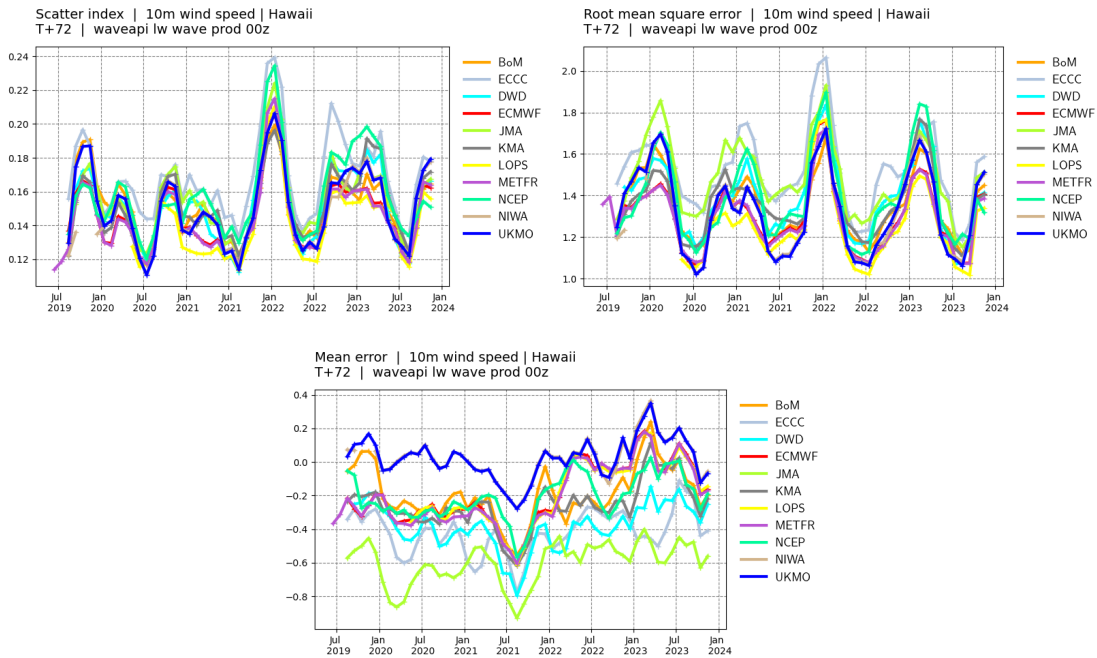 Scatter index | 10m wind speed | Hawaii
T+72 | waveapi lw wave prod 00z
0.24
0.22
0.20
0.18
0.16
0.14
0.12
Jul 2019
Jan 2020
Jul 2020
Jan 2021
Jul 2021
Jan 2022
Jul 2022
Jan 2023
Jul 2023
Jan 2024
BoM
ECCC
DWD
ECMWF
JMA
KMA
LOPS
METFR
NCEP
NIWA
UKMO
Root mean square error | 10m wind speed | Hawaii
T+72 | waveapi lw wave prod 00z
2.0
1.8
1.6
1.4
1.2
1.0
Jul 2019
Jan 2020
Jul 2020
Jan 2021
Jul 2021
Jan 2022
Jul 2022
Jan 2023
Jul 2023
Jan 2024
BoM
ECCC
DWD
ECMWF
JMA
KMA
LOPS
METFR
NCEP
NIWA
UKMO
Mean error | 10m wind speed | Hawaii
T+72 | waveapi lw wave prod 00z
0.4
0.2
0.0
−0.2
−0.4
−0.6
−0.8
Jul 2019
Jan 2020
Jul 2020
Jan 2021
Jul 2021
Jan 2022
Jul 2022
Jan 2023
Jul 2023
Jan 2024
BoM
ECCC
DWD
ECMWF
JMA
KMA
LOPS
METFR
NCEP
NIWA
UKMO